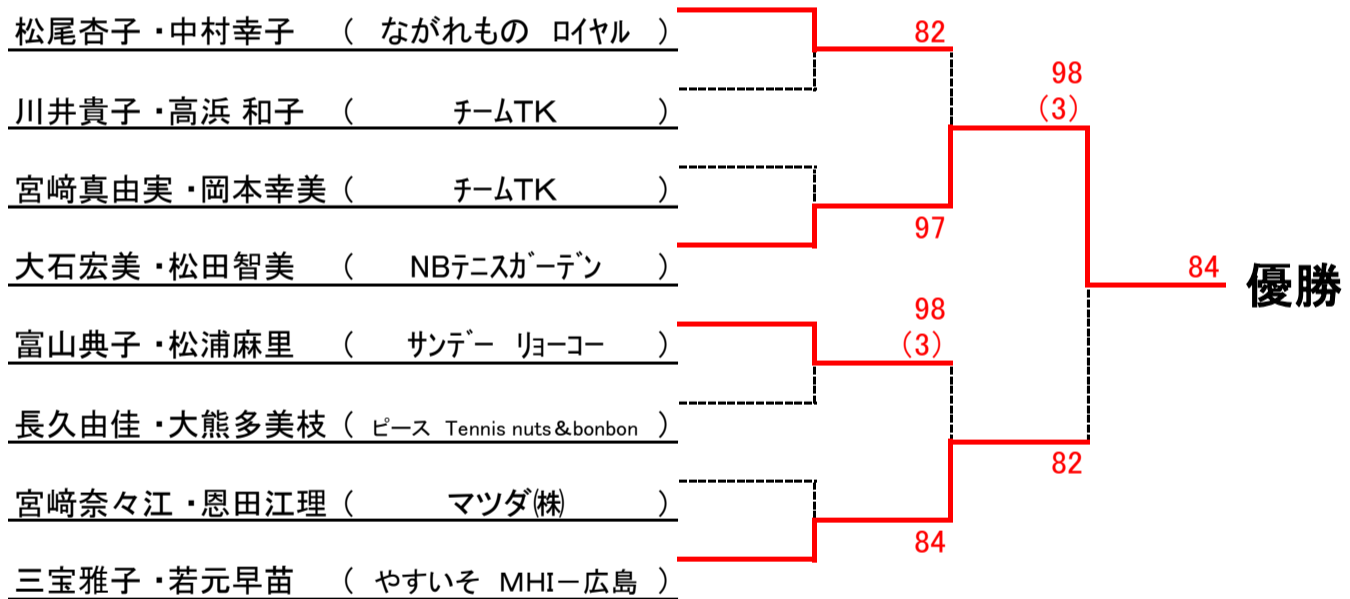 松尾杏子・中村幸子 （ ながれもの ロイヤル ）
82
98
（3）
川井貴子・高浜 和子 （ チームTK ）
宮﨑真由実・岡本幸美 （ チームTK ）
97
大石宏美・松田智美 （ NBテニスガーデン ）
84 優勝
富山典子・松浦麻里 （ サンデー リョーコー ）
98
（3）
長久由佳・大熊多美枝 （ ピース Tennis nuts&bonbon ）
82
宮﨑奈々江・恩田江理 （ マツダ㈱ ）
84
三宝雅子・若元早苗 （ やすいそ MHI－広島 ）